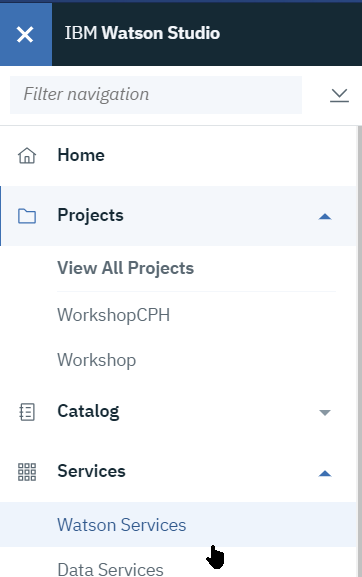 IBM Watson Studio
Filter navigation
Home
Projects
View All Projects
WorkshopCPH
Workshop
Catalog
Services
Watson Services
Data Services